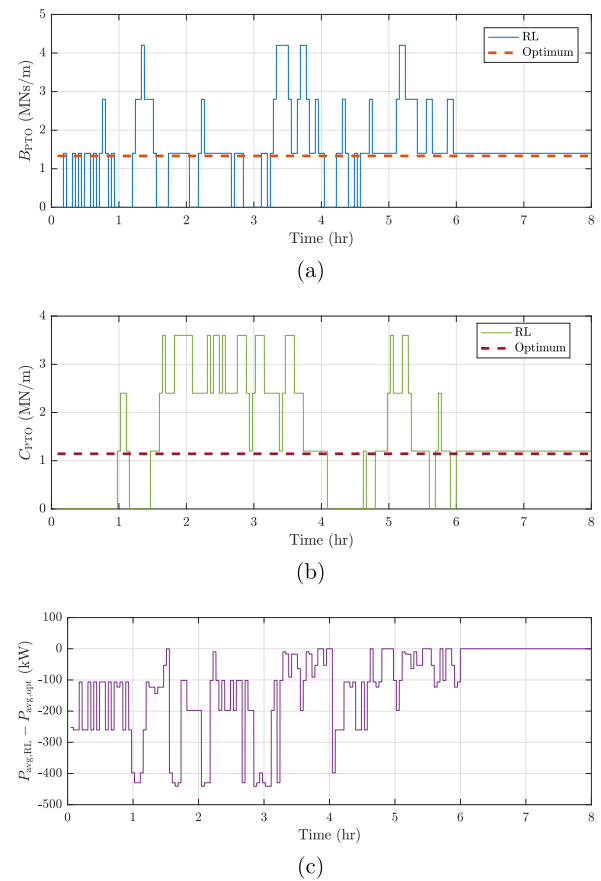 5
4
3
2
1
0
B_PTO (MNs/m)
RL
Optimum
0 1 2 3 4 5 6 7 8
Time (hr)
(a)
4
3
2
1
0
C_PTO (MN/m)
RL
Optimum
0 1 2 3 4 5 6 7 8
Time (hr)
(b)
100
0
-100
-200
-300
-400
-500
P_avg,RL − P_avg,opt (kW)
0 1 2 3 4 5 6 7 8
Time (hr)
(c)